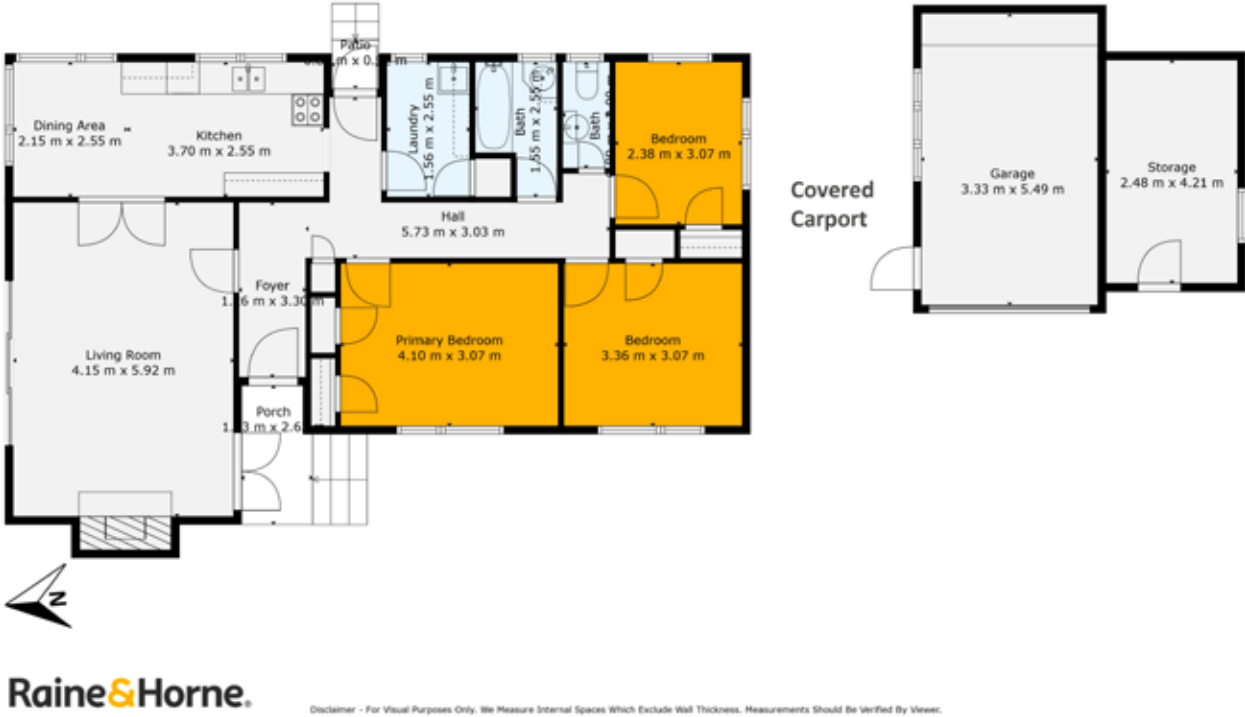 Patio
Dining Area
2.15 m x 2.55 m
Kitchen
3.70 m x 2.55 m
Laundry
1.56 m x 2.55 m
Bath
1.55 m x 2.55 m
Bath
Bedroom
2.38 m x 3.07 m
Hall
5.73 m x 3.03 m
Foyer
m x 3.30 m
Living Room
4.15 m x 5.92 m
Primary Bedroom
4.10 m x 3.07 m
Bedroom
3.36 m x 3.07 m
Porch
m x 2.6
Covered
Carport
Garage
3.33 m x 5.49 m
Storage
2.48 m x 4.21 m
N
Raine&Horne.
Disclaimer - For Visual Purposes Only. We Measure Internal Spaces Which Exclude Wall Thickness. Measurements Should Be Verified By Viewer.